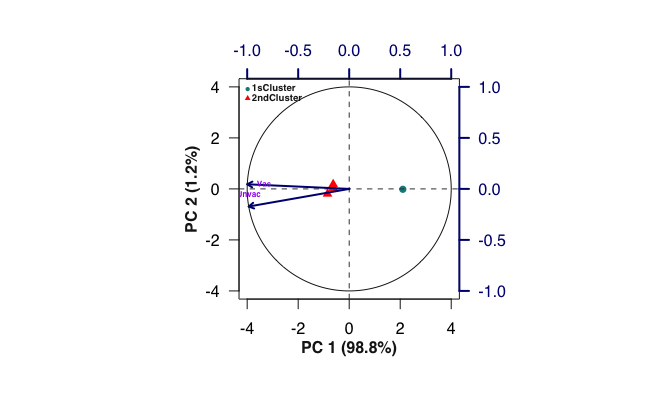 -1.0 -0.5 0.0 0.5 1.0
1sCluster
2ndCluster
4
2
0
-2
-4
PC 2 (1.2%)
Vac
Unvac
1.0
0.5
0.0
-0.5
-1.0
-4 -2 0 2 4
PC 1 (98.8%)